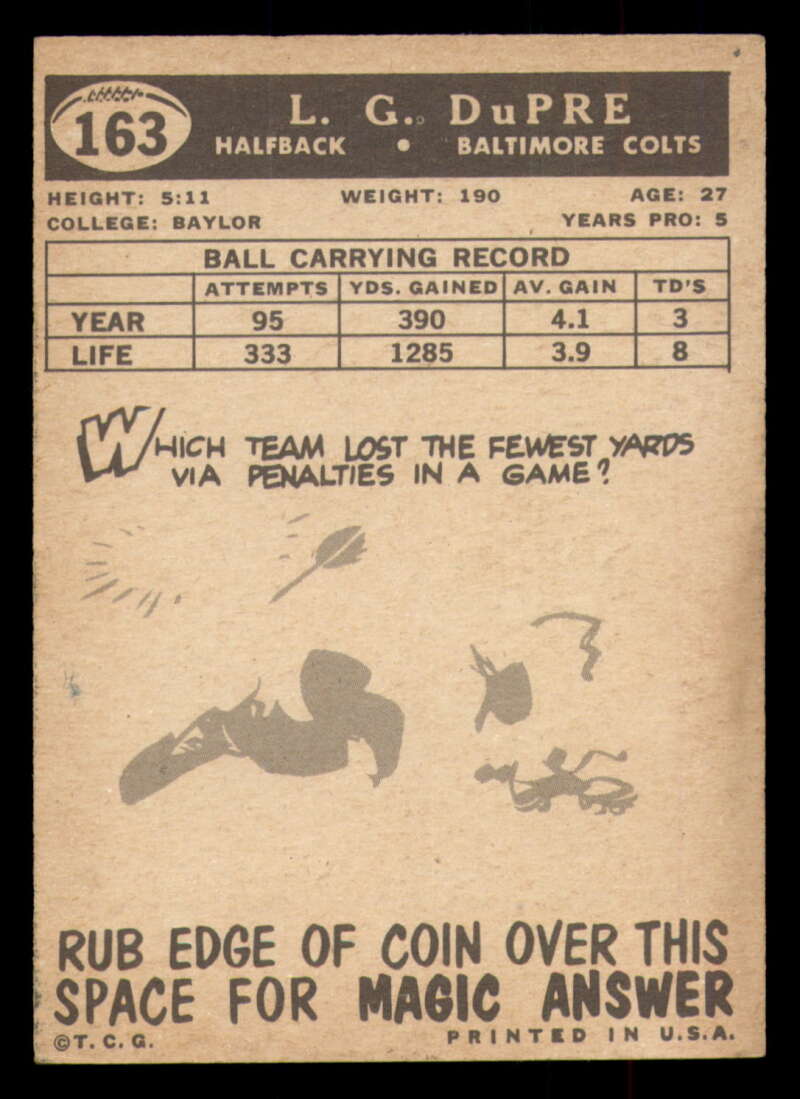 163
L. G. DuPRE
HALFBACK • BALTIMORE COLTS
HEIGHT: 5:11 WEIGHT: 190 AGE: 27
COLLEGE: BAYLOR YEARS PRO: 5
BALL CARRYING RECORD
ATTEMPTS YDS. GAINED AV. GAIN TD'S
YEAR 95 390 4.1 3
LIFE 333 1285 3.9 8
WHICH TEAM LOST THE FEWEST YARDS
VIA PENALTIES IN A GAME?
RUB EDGE OF COIN OVER THIS
SPACE FOR MAGIC ANSWER
©T. C. G. PRINTED IN U.S.A.